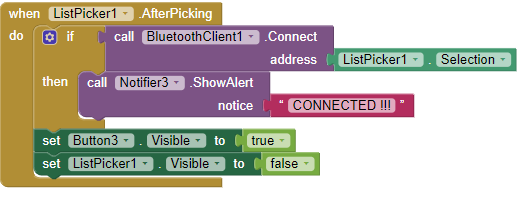 when ListPicker1 .AfterPicking
do if call BluetoothClient1 .Connect
address ListPicker1 . Selection
then call Notifier3 .ShowAlert
notice “ CONNECTED !!! ”
set Button3 . Visible to true
set ListPicker1 . Visible to false